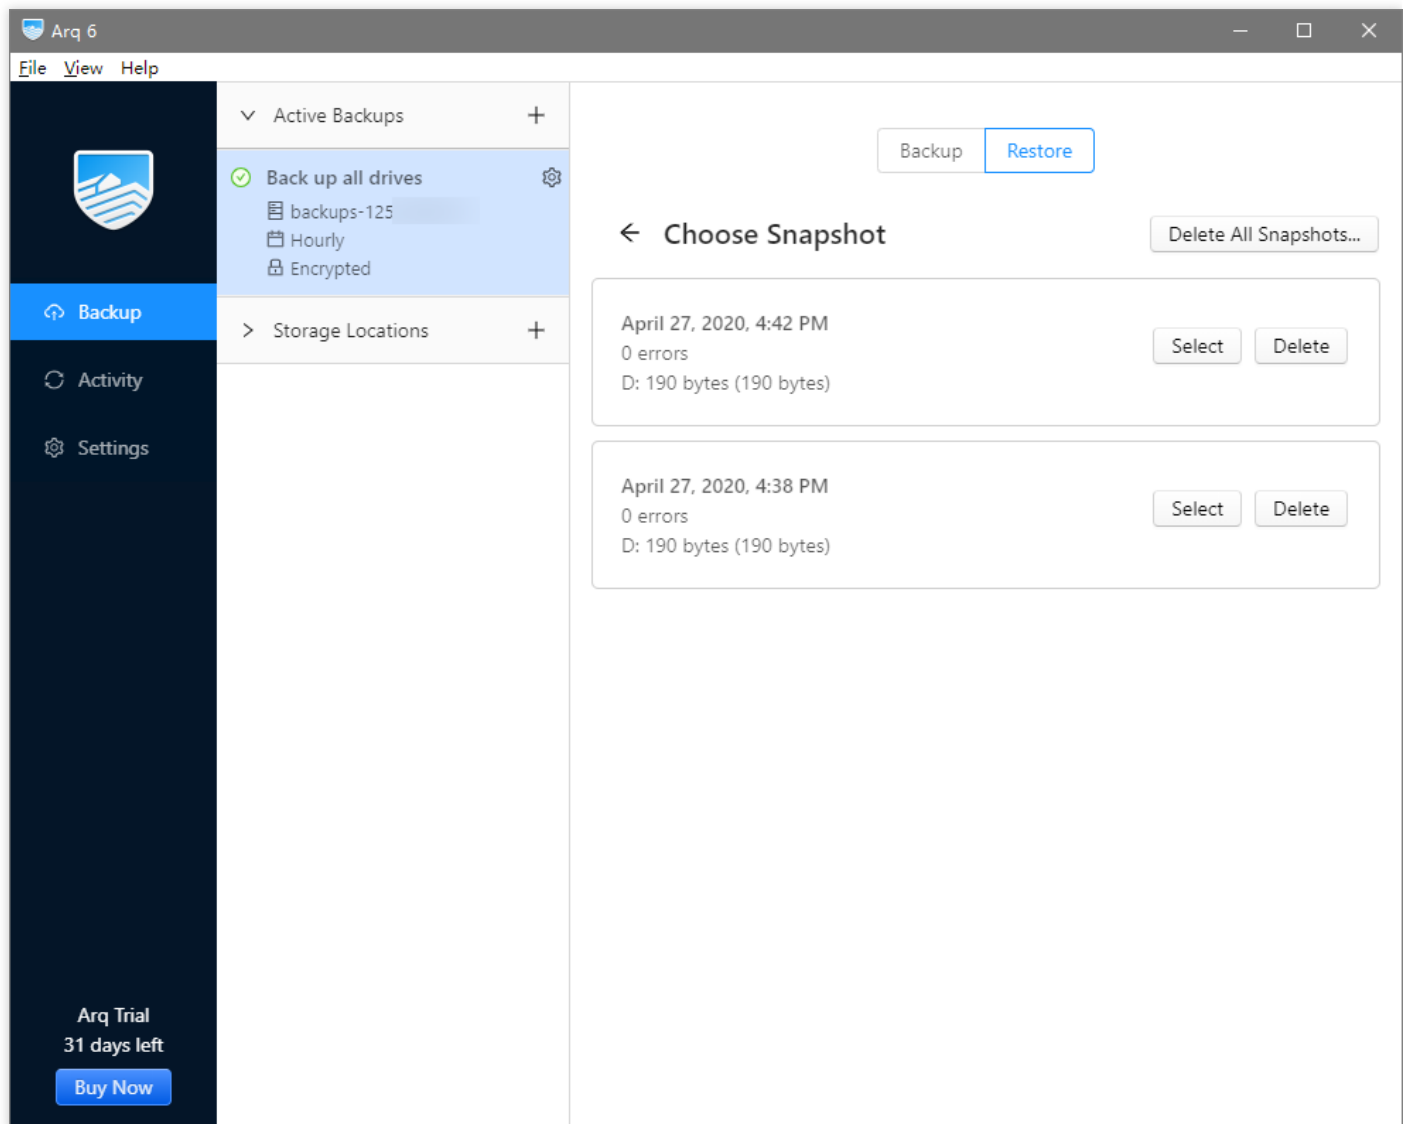 Arq 6
File View Help
Active Backups
Back up all drives
backups-125
Hourly
Encrypted
Storage Locations
Backup
Activity
Settings
Arq Trial
31 days left
Buy Now
Backup Restore
Choose Snapshot
Delete All Snapshots...
April 27, 2020, 4:42 PM
0 errors
D: 190 bytes (190 bytes)
Select Delete
April 27, 2020, 4:38 PM
0 errors
D: 190 bytes (190 bytes)
Select Delete